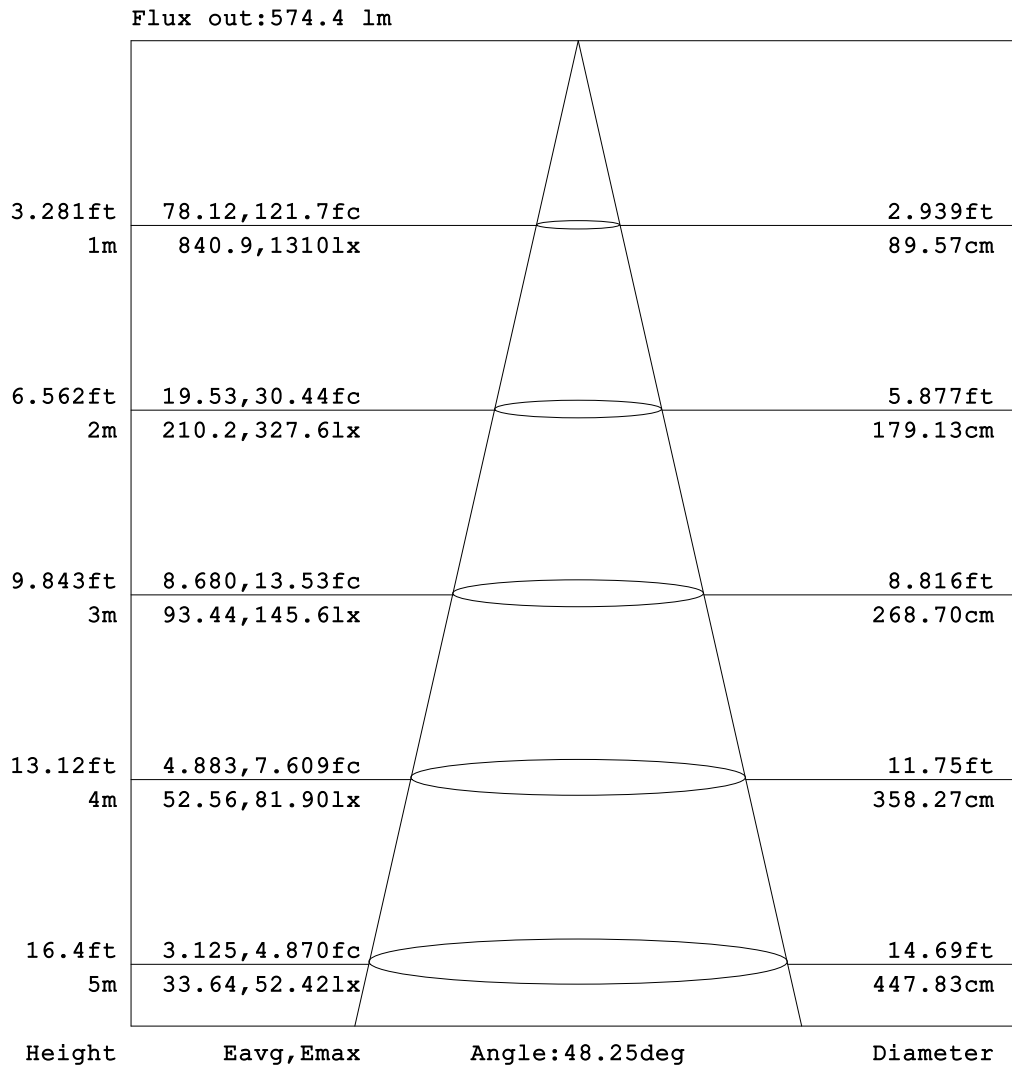 Flux out:574.4 lm
3.281ft 78.12,121.7fc 2.939ft
1m 840.9,1310lx 89.57cm
6.562ft 19.53,30.44fc 5.877ft
2m 210.2,327.6lx 179.13cm
9.843ft 8.680,13.53fc 8.816ft
3m 93.44,145.6lx 268.70cm
13.12ft 4.883,7.609fc 11.75ft
4m 52.56,81.90lx 358.27cm
16.4ft 3.125,4.870fc 14.69ft
5m 33.64,52.42lx 447.83cm
Height Eavg,Emax Angle:48.25deg Diameter